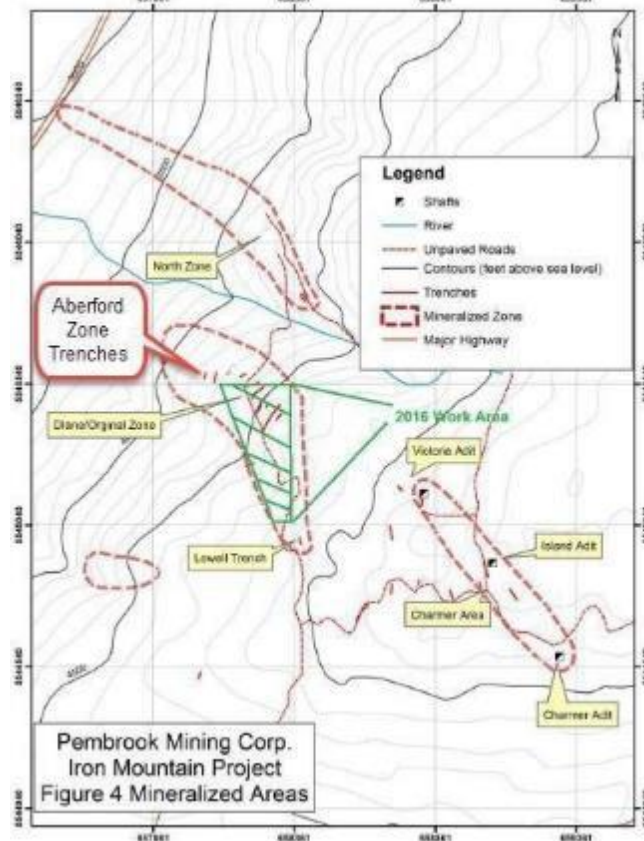 Legend
Shafts
River
Unpaved Roads
Contours (feet above sea level)
Trenches
Mineralized Zone
Major Highway
North Zone
Aberford
Zone
Trenches
Diane/Orginal Zone
2016 Work Area
Victoria Adit
Lowell Trench
Island Adit
Charmer Area
Charmer Adit
Pembrook Mining Corp.
Iron Mountain Project
Figure 4 Mineralized Areas